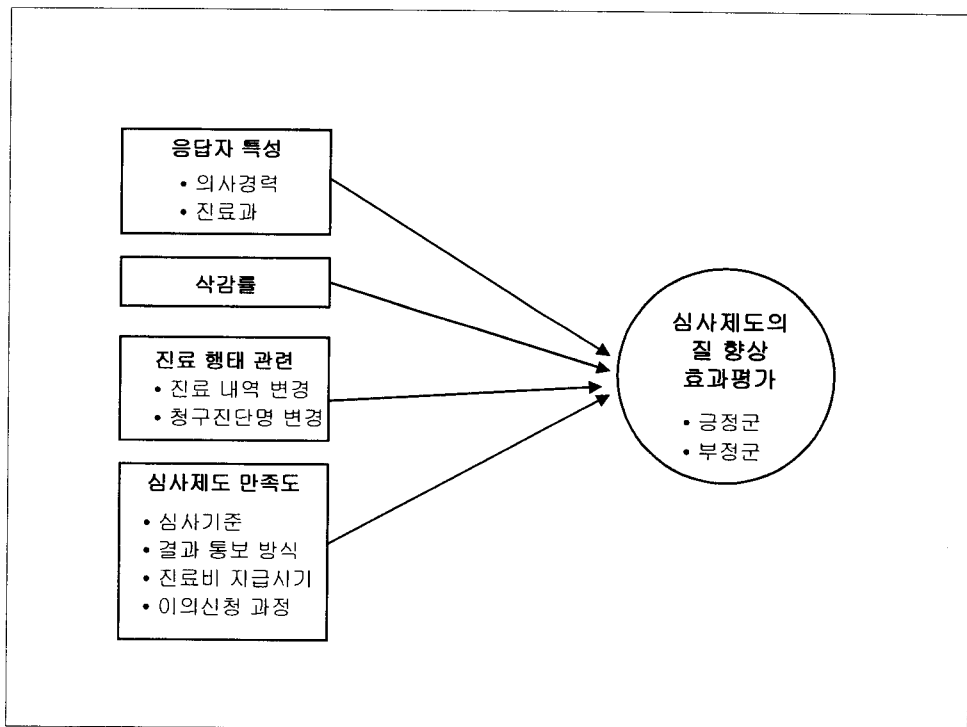 응답자 특성
• 의사경력
• 진료과
삭감률
진료 행태 관련
• 진료 내역 변경
• 청구진단명 변경
심사제도 만족도
• 심사기준
• 결과 통보 방식
• 진료비 지급시기
• 이의신청 과정
심사제도의
질 향상
효과평가
• 긍정군
• 부정군